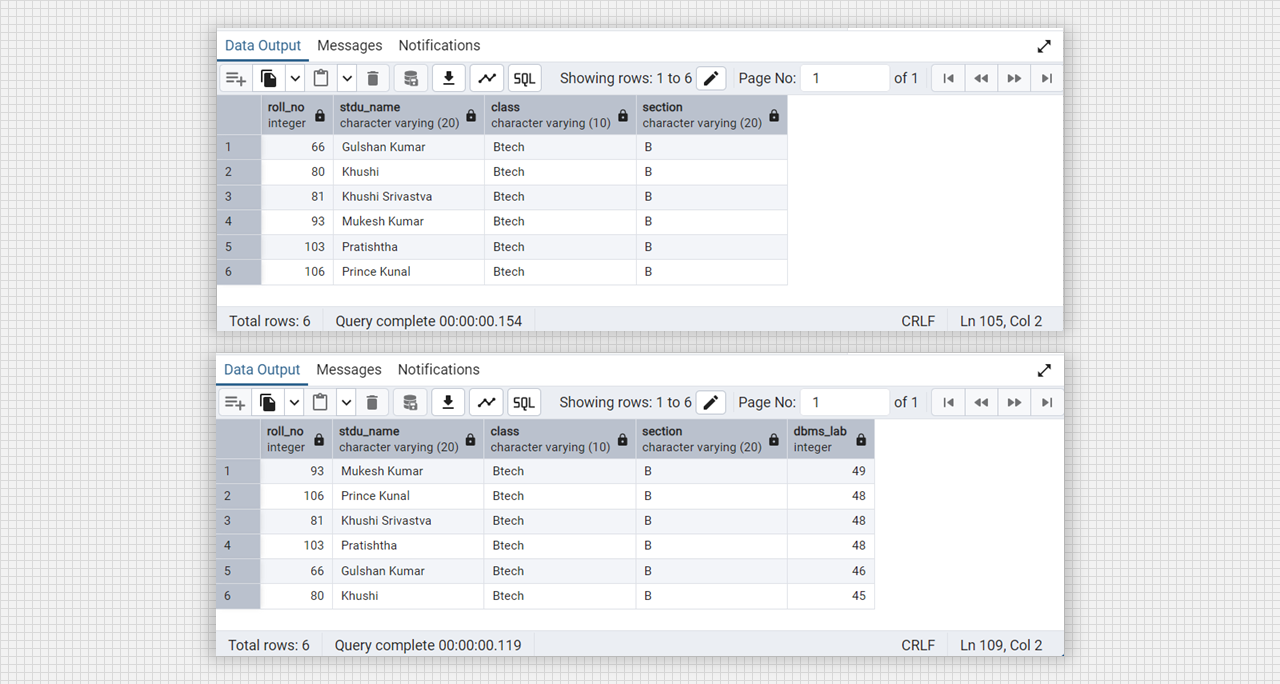 Data Output Messages Notifications
SQL Showing rows: 1 to 6 Page No: 1 of 1
roll_no stdu_name class section
integer character varying (20) character varying (10) character varying (20)
1 66 Gulshan Kumar Btech B
2 80 Khushi Btech B
3 81 Khushi Srivastva Btech B
4 93 Mukesh Kumar Btech B
5 103 Pratishtha Btech B
6 106 Prince Kunal Btech B
Total rows: 6 Query complete 00:00:00.154 CRLF Ln 105, Col 2
Data Output Messages Notifications
SQL Showing rows: 1 to 6 Page No: 1 of 1
roll_no stdu_name class section dbms_lab
integer character varying (20) character varying (10) character varying (20) integer
1 93 Mukesh Kumar Btech B 49
2 106 Prince Kunal Btech B 48
3 81 Khushi Srivastva Btech B 48
4 103 Pratishtha Btech B 48
5 66 Gulshan Kumar Btech B 46
6 80 Khushi Btech B 45
Total rows: 6 Query complete 00:00:00.119 CRLF Ln 109, Col 2